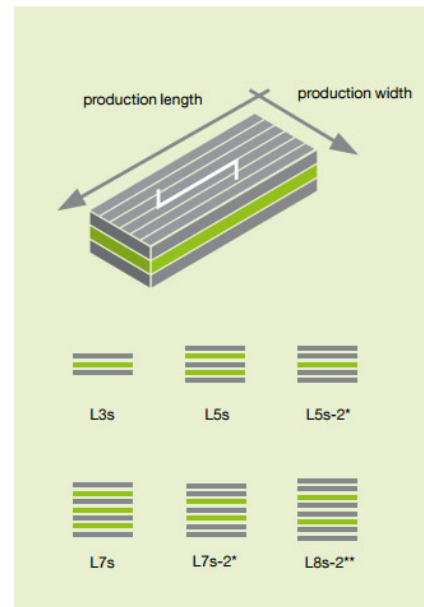 production length
production width
L3s
L5s
L5s-2*
L7s
L7s-2*
L8s-2**